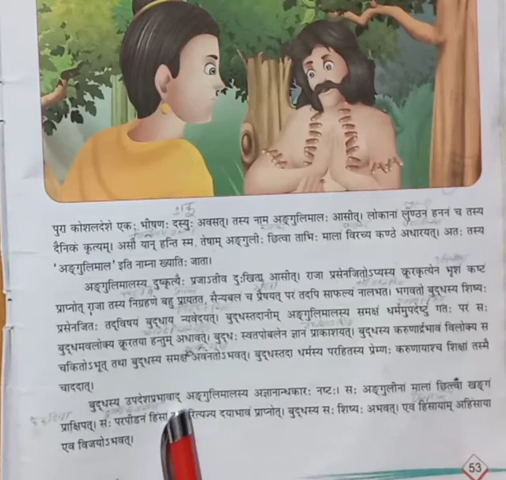 पुरा कोशलदेशे एकः भीषणः दस्युः अवसत्। तस्य नाम अङ्गुलिमालः आसीत्। लोकानां लुण्ठनं हननं च तस्य
दैनिकं कृत्यम्। असौ यान् हन्ति स्म, तेषाम् अङ्गुलीः छित्वा ताभिः मालां विरच्य कण्ठे अधारयत्। अतः तस्य
'अङ्गुलिमाल' इति नाम्ना ख्यातिः जाता।
अङ्गुलिमालस्य दुष्कृत्यैः प्रजाऽतीव दुःखिता आसीत्। राजा प्रसेनजितोऽप्यस्य क्रूरकृत्येन भृशं कष्टं
प्राप्नोत् राजा तस्य निग्रहणे बहु प्रायतत, सैन्यबलं च प्रैषयत् परं तदपि साफल्यं नालभत। भगवतो बुद्धस्य शिष्यः
प्रसेनजितः तद्विषयं बुद्धाय न्यवेदयत्। बुद्धस्तदानीम् अङ्गुलिमालस्य समक्षं धर्ममुपदेष्टुं गतः परं सः
बुद्धमवलोक्य क्रूरतया हन्तुम् अधावत्। बुद्धः स्वतपोबलेन ज्ञानं प्राकाशयत्। बुद्धस्य करुणार्द्रभावं विलोक्य स
चकितोऽभूत् तथा बुद्धस्य समक्षं अवनतोऽभवत्। बुद्धस्तदा धर्मस्य परहितस्य प्रेम्णः करुणायाश्च शिक्षां तस्मै
चाददात्।
बुद्धस्य उपदेशप्रभावाद् अङ्गुलिमालस्य अज्ञानान्धकारः नष्टः। सः अङ्गुलीनां मालां छित्वा खड्गं
प्राक्षिपत्। सः परपीडनं हिंसां परित्यज्य दयाभावं प्राप्नोत्। बुद्धस्य सः शिष्यः अभवत्। एवं हिंसायाम् अहिंसाया
एव विजयोऽभवत्।
53